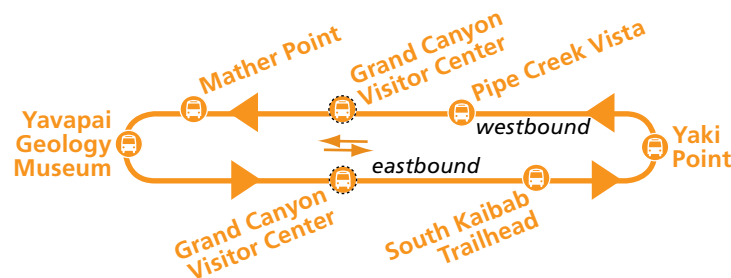 Mather Point
Grand Canyon
Visitor Center
Pipe Creek Vista
westbound
Yavapai
Geology
Museum
Yaki
Point
eastbound
Grand Canyon
Visitor Center
South Kaibab
Trailhead